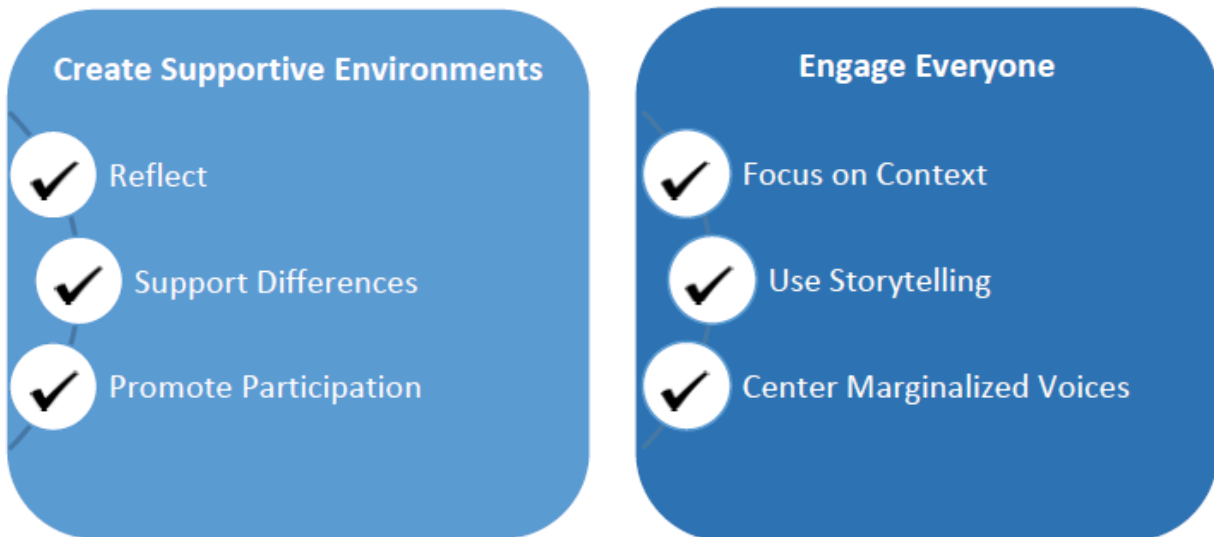 Create Supportive Environments
Reflect
Support Differences
Promote Participation
Engage Everyone
Focus on Context
Use Storytelling
Center Marginalized Voices